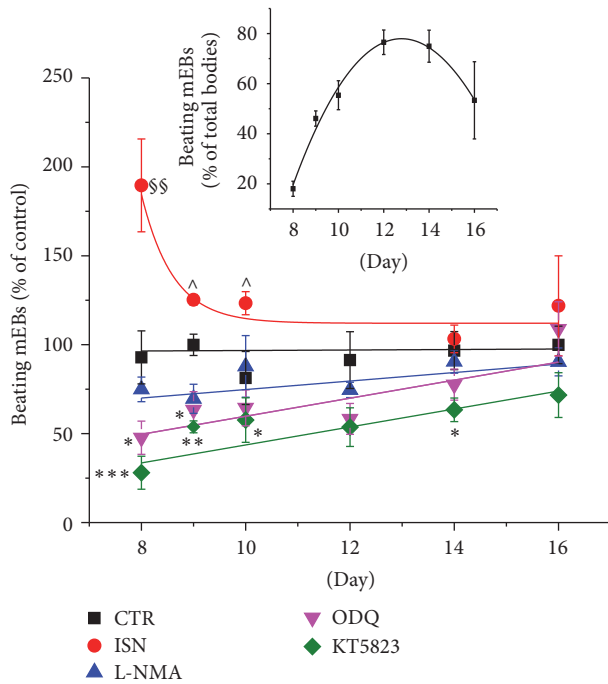 250
200
150
100
50
0
Beating mEBs (% of control)
8
10
12
14
16
(Day)
80
60
40
20
Beating mEBs
(% of total bodies)
8
10
12
14
16
(Day)
§§
^
^
*
*
**
*
*
***
CTR
ISN
L-NMA
ODQ
KT5823